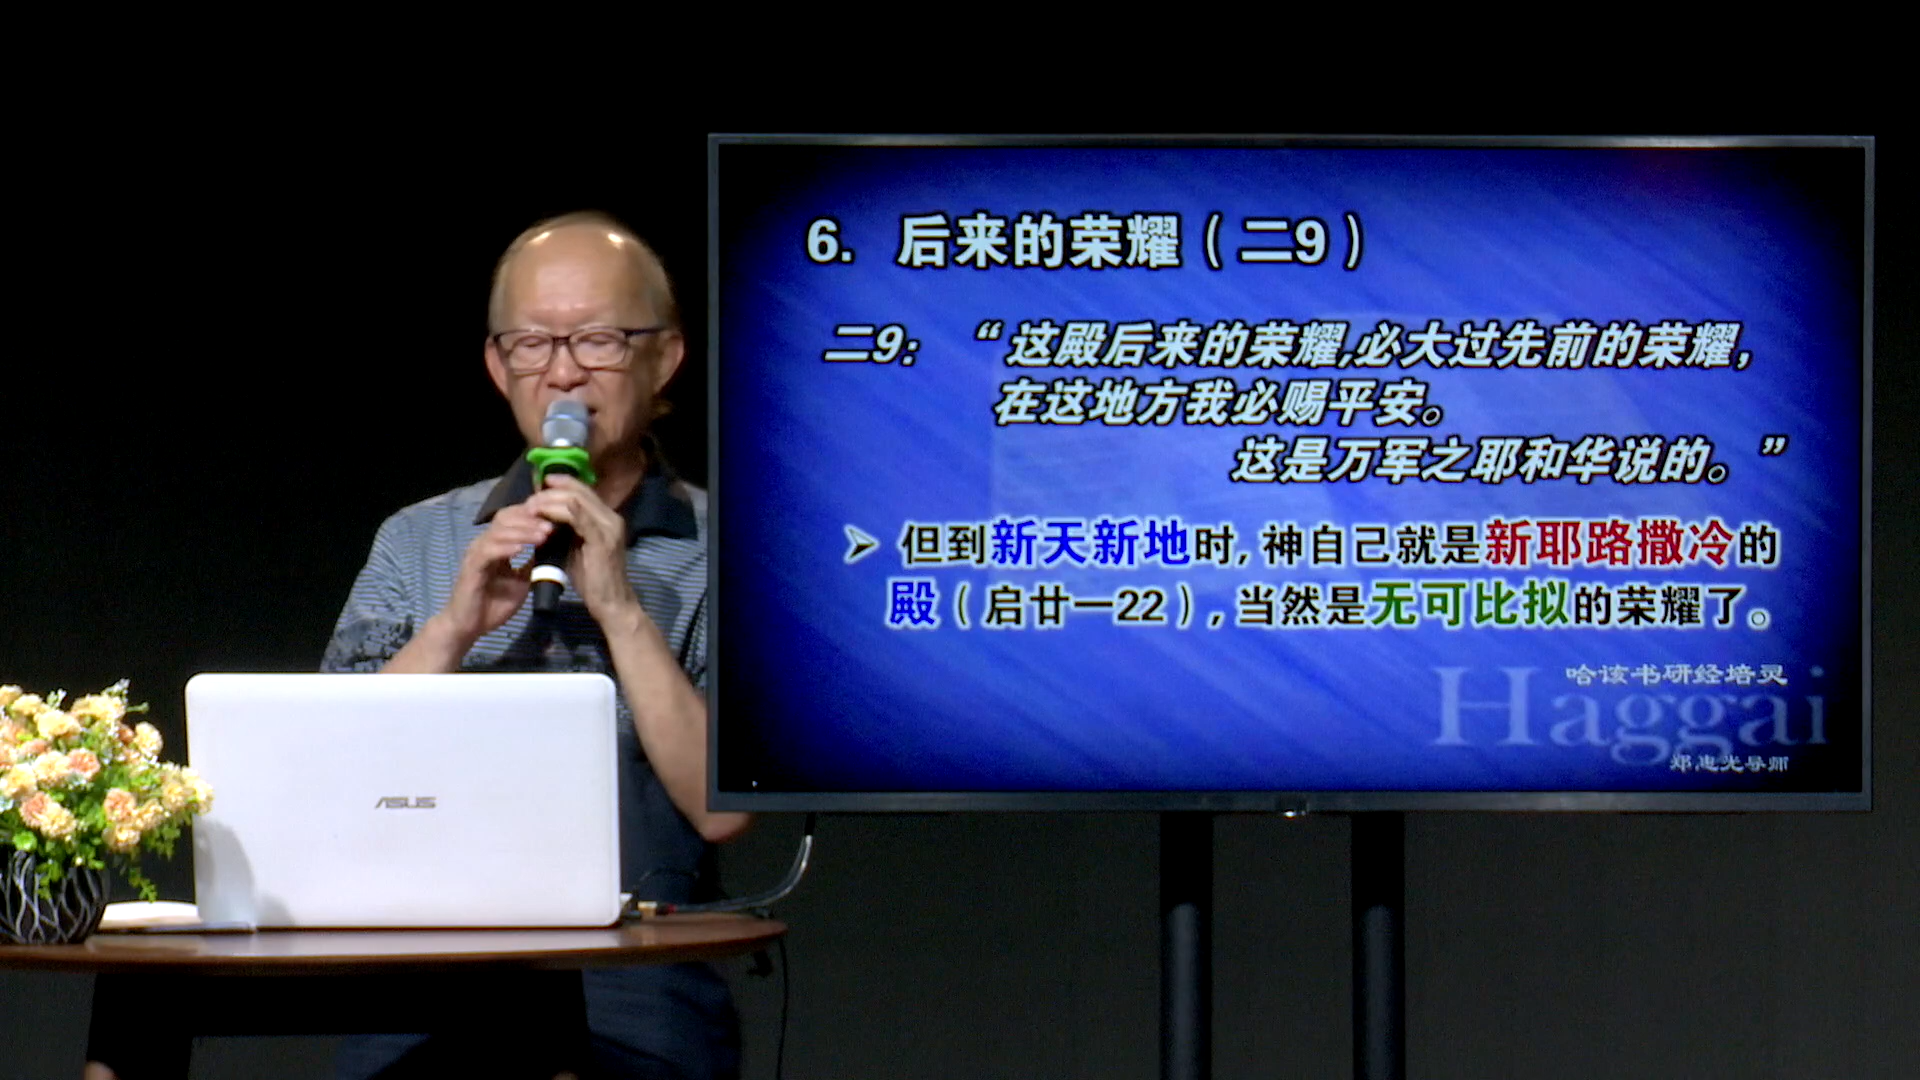 6. 后来的荣耀（二9）
二9: “这殿后来的荣耀,必大过先前的荣耀,
在这地方我必赐平安。
这是万军之耶和华说的。”
➢ 但到新天新地时, 神自己就是新耶路撒冷的
殿（启廿一22）, 当然是无可比拟的荣耀了。
哈该书研经培灵
Haggai
郑惠光导师
ASUS